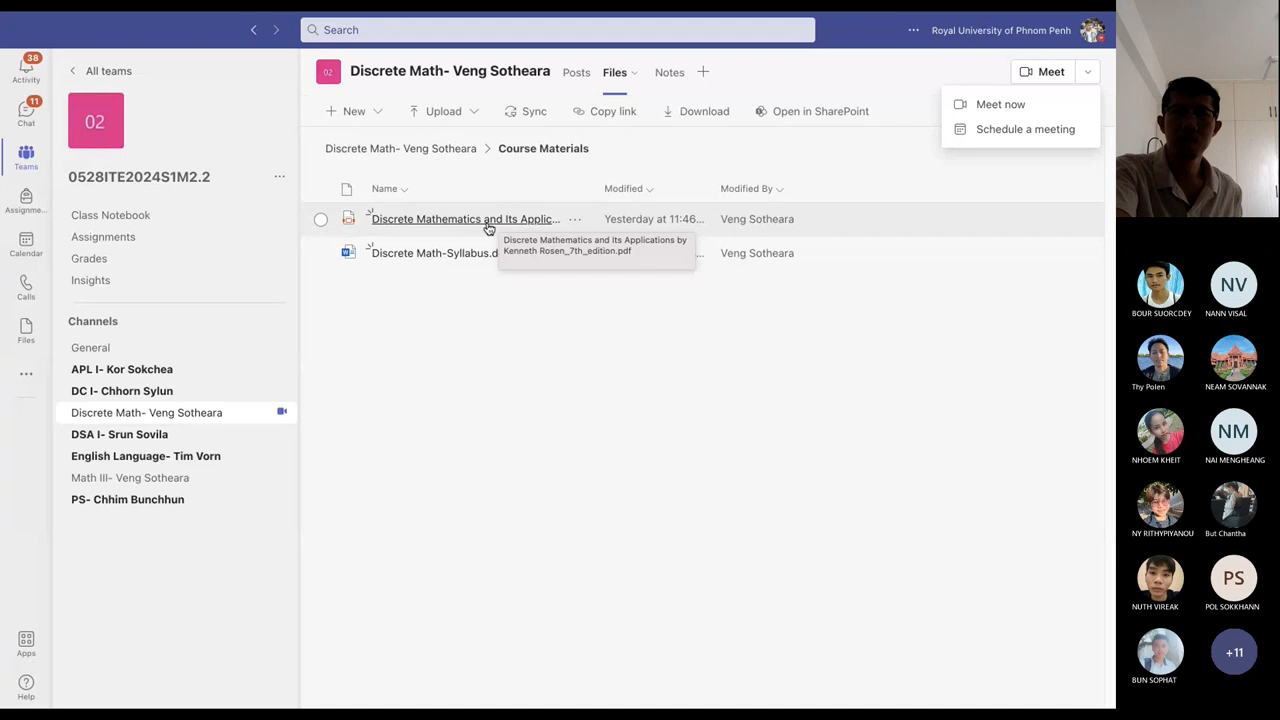 Search
Royal University of Phnom Penh
38
Activity
11
Chat
Teams
Assignme...
Calendar
Calls
Files
Apps
Help
All teams
02
0528ITE2024S1M2.2
Class Notebook
Assignments
Grades
Insights
Channels
General
APL I- Kor Sokchea
DC I- Chhorn Sylun
Discrete Math- Veng Sotheara
DSA I- Srun Sovila
English Language- Tim Vorn
Math III- Veng Sotheara
PS- Chhim Bunchhun
02 Discrete Math- Veng Sotheara Posts Files Notes
Meet
New Upload Sync Copy link Download Open in SharePoint
Meet now
Schedule a meeting
Discrete Math- Veng Sotheara > Course Materials
Name Modified Modified By
Discrete Mathematics and Its Applic... Yesterday at 11:46... Veng Sotheara
Discrete Mathematics and Its Applications by
Kenneth Rosen_7th_edition.pdf
Discrete Math-Syllabus.d ... Veng Sotheara
BOUR SUORCDEY
NV
NANN VISAL
Thy Polen
NEAM SOVANNAK
NHOEM KHEIT
NM
NAI MENGHEANG
NY RITHYPIYANOU
But Chantha
NUTH VIREAK
PS
POL SOKKHANN
BUN SOPHAT
+11